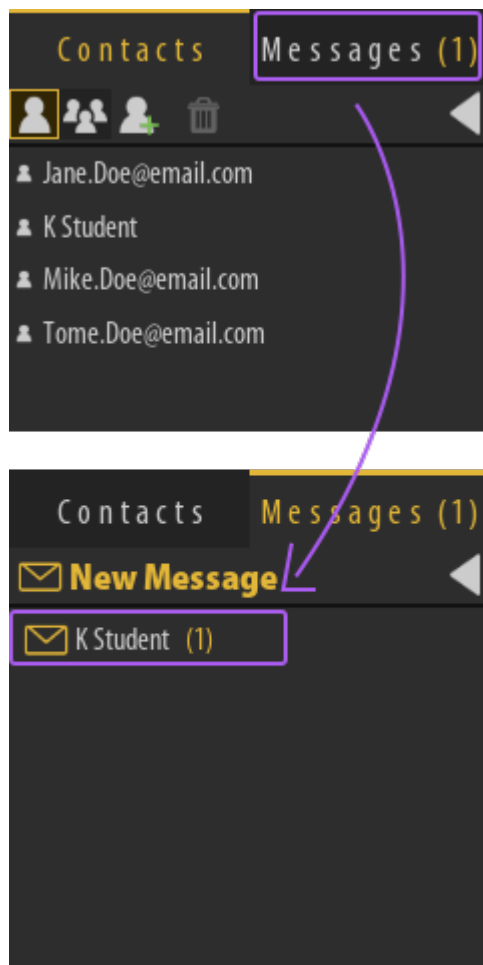 Contacts Messages (1)
Jane.Doe@email.com
K Student
Mike.Doe@email.com
Tome.Doe@email.com
Contacts Messages (1)
New Message
K Student (1)